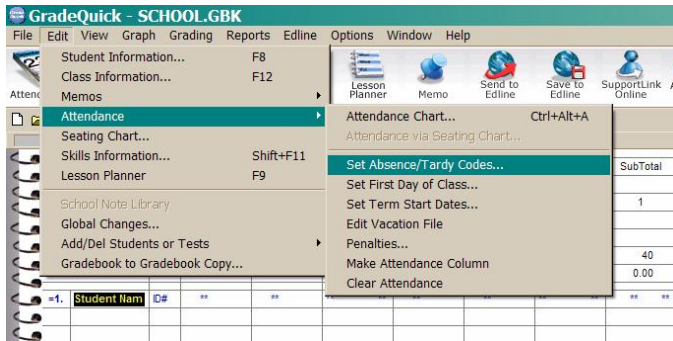 GradeQuick - SCHOOL.GBK
File Edit View Graph Grading Reports Edline Options Window Help
Student Information... F8
Class Information... F12
Memos
Attendance
Seating Chart...
Skills Information... Shift+F11
Lesson Planner F9
School Note Library
Global Changes...
Add/Del Students or Tests
Gradebook to Gradebook Copy...
Lesson Planner
Memo
Send to Edline
Save to Edline
SupportLink Online
Attendance Chart... Ctrl+Alt+A
Attendance via Seating Chart...
Set Absence/Tardy Codes...
Set First Day of Class...
Set Term Start Dates...
Edit Vacation File
Penalties...
Make Attendance Column
Clear Attendance
SubTotal
1
40
0.00
=1. Student Nam ID# ** ** ** ** ** ** ** **